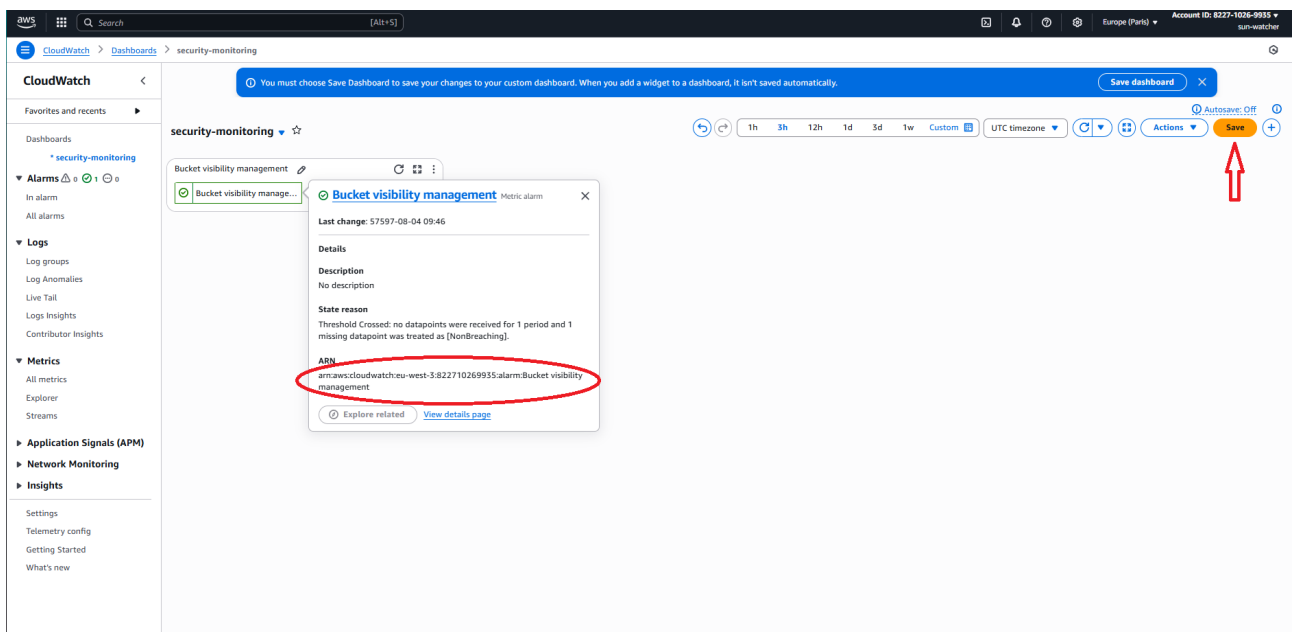 aws
Search
[Alt+S]
Europe (Paris)
Account ID: 8227-1026-9935
sun-watcher
CloudWatch > Dashboards > security-monitoring
CloudWatch
You must choose Save Dashboard to save your changes to your custom dashboard. When you add a widget to a dashboard, it isn't saved automatically.
Save dashboard
Favorites and recents
Autosave: Off
security-monitoring
1h 3h 12h 1d 3d 1w Custom
UTC timezone
Actions
Save
Dashboards
* security-monitoring
Alarms 0 1 0
In alarm
All alarms
Logs
Log groups
Log Anomalies
Live Tail
Logs Insights
Contributor Insights
Metrics
All metrics
Explorer
Streams
Application Signals (APM)
Network Monitoring
Insights
Settings
Telemetry config
Getting Started
What's new
Bucket visibility management
Bucket visibility manage...
Bucket visibility management Metric alarm
Last change: 57597-08-04 09:46
Details
Description
No description
State reason
Threshold Crossed: no datapoints were received for 1 period and 1
missing datapoint was treated as [NonBreaching].
ARN
arn:aws:cloudwatch:eu-west-3:822710269935:alarm:Bucket visibility
management
Explore related
View details page